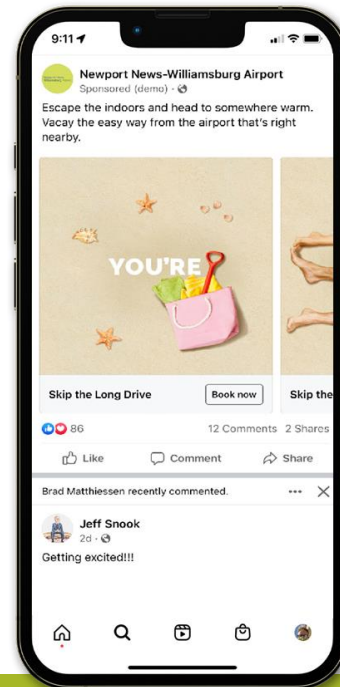 9:11
Newport News-Williamsburg Airport
Sponsored (demo) ·
Escape the indoors and head to somewhere warm.
Vacay the easy way from the airport that's right
nearby.
YOU'RE
Skip the Long Drive
Book now
Skip the
86
12 Comments 2 Shares
Like
Comment
Share
Brad Matthiessen recently commented.
Jeff Snook
2d ·
Getting excited!!!